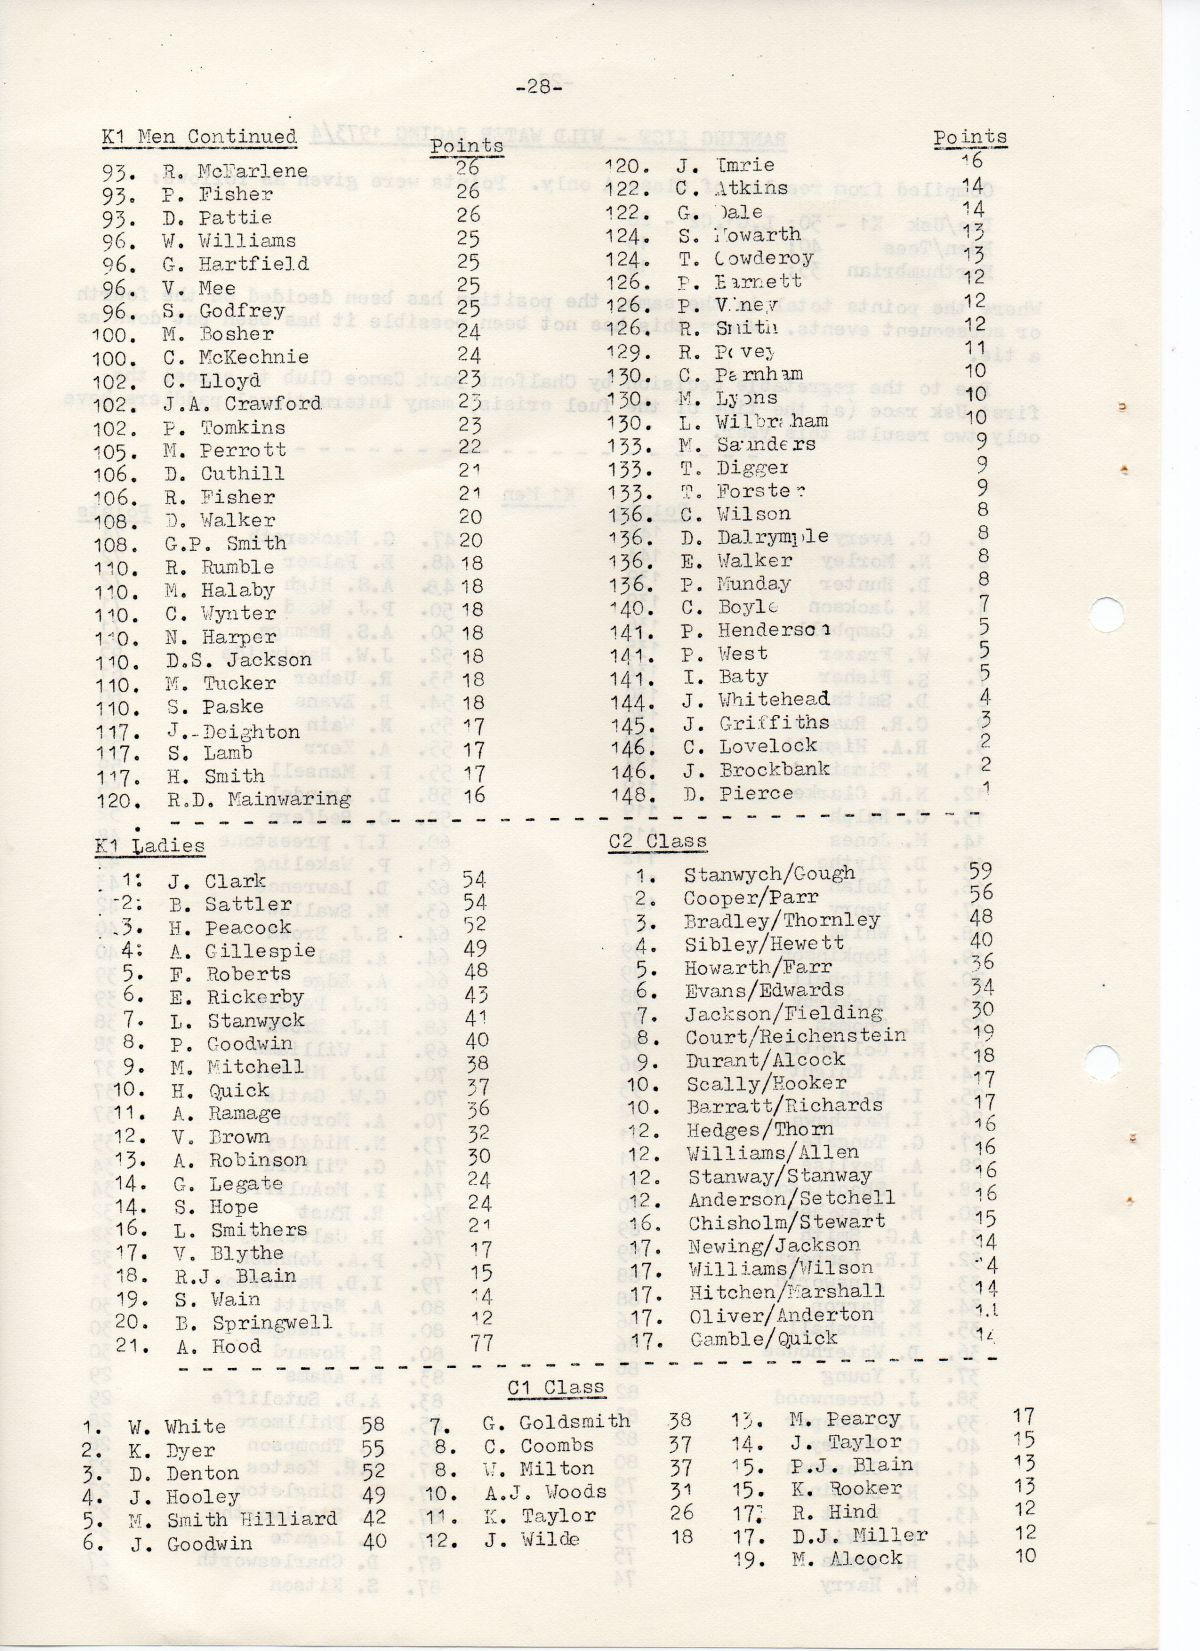 -28-
K1 Men Continued
Points
93. R. McFarlene 26
93. P. Fisher 26
93. D. Pattie 26
96. W. Williams 25
96. G. Hartfield 25
96. V. Mee 25
96. S. Godfrey 25
100. M. Bosher 24
100. C. McKechnie 24
102. C. Lloyd 23
102. J.A. Crawford 23
102. P. Tomkins 23
105. M. Perrott 22
106. D. Cuthill 21
106. R. Fisher 21
108. D. Walker 20
108. G.P. Smith 20
110. R. Rumble 18
110. M. Halaby 18
110. C. Wynter 18
110. N. Harper 18
110. D.S. Jackson 18
110. M. Tucker 18
110. S. Paske 18
117. J.-Deighton 17
117. S. Lamb 17
117. H. Smith 17
120. R.D. Mainwaring 16
Points
120. J. Imrie 16
122. C. Atkins 14
122. G. Dale 14
124. S. Howarth 13
124. T. Cowderoy 13
126. P. Barnett 12
126. P. Viney 12
126. R. Smith 12
129. R. Povey 11
130. C. Parnham 10
130. M. Lyons 10
130. L. Wilbraham 10
133. M. Saunders 9
133. T. Digger 9
133. T. Forster 9
136. C. Wilson 8
136. D. Dalrymple 8
136. E. Walker 8
136. P. Munday 8
140. C. Boyle 7
141. P. Henderson 5
141. P. West 5
141. I. Baty 5
144. J. Whitehead 4
145. J. Griffiths 3
146. C. Lovelock 2
146. J. Brockbank 2
148. D. Pierce 1
K1 Ladies
1: J. Clark 54
2: B. Sattler 54
3. H. Peacock 52
4: A. Gillespie 49
5. F. Roberts 48
6. E. Rickerby 43
7. L. Stanwyck 41
8. P. Goodwin 40
9. M. Mitchell 38
10. H. Quick 37
11. A. Ramage 36
12. V. Brown 32
13. A. Robinson 30
14. G. Legate 24
14. S. Hope 24
16. L. Smithers 21
17. V. Blythe 17
18. R.J. Blain 15
19. S. Wain 14
20. B. Springwell 12
21. A. Hood 77
C2 Class
1. Stanwych/Gough 59
2. Cooper/Parr 56
3. Bradley/Thornley 48
4. Sibley/Hewett 40
5. Howarth/Farr 36
6. Evans/Edwards 34
7. Jackson/Fielding 30
8. Court/Reichenstein 19
9. Durant/Alcock 18
10. Scally/Hooker 17
10. Barratt/Richards 17
12. Hedges/Thorn 16
12. Williams/Allen 16
12. Stanway/Stanway 16
12. Anderson/Setchell 16
16. Chisholm/Stewart 15
17. Newing/Jackson 14
17. Williams/Wilson 14
17. Hitchen/Marshall 14
17. Oliver/Anderton 14
17. Gamble/Quick 14
C1 Class
1. W. White 58
2. K. Dyer 55
3. D. Denton 52
4. J. Hooley 49
5. M. Smith Hilliard 42
6. J. Goodwin 40
7. G. Goldsmith 38
8. C. Coombs 37
8. W. Milton 37
10. A.J. Woods 31
11. K. Taylor 26
12. J. Wilde 18
13. M. Pearcy 17
14. J. Taylor 15
15. P.J. Blain 13
15. K. Rooker 13
17. R. Hind 12
17. D.J. Miller 12
19. M. Alcock 10